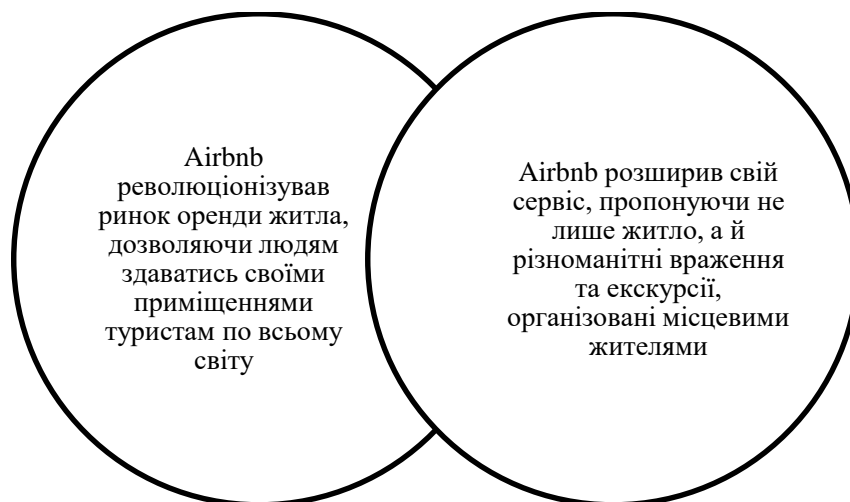 Airbnb
революціонізував
ринок оренди житла,
дозволяючи людям
здаватись своїми
приміщеннями
туристам по всьому
світу
Airbnb розширив свій
сервіс, пропонуючи не
лише житло, а й
різноманітні враження
та екскурсії,
організовані місцевими
жителями